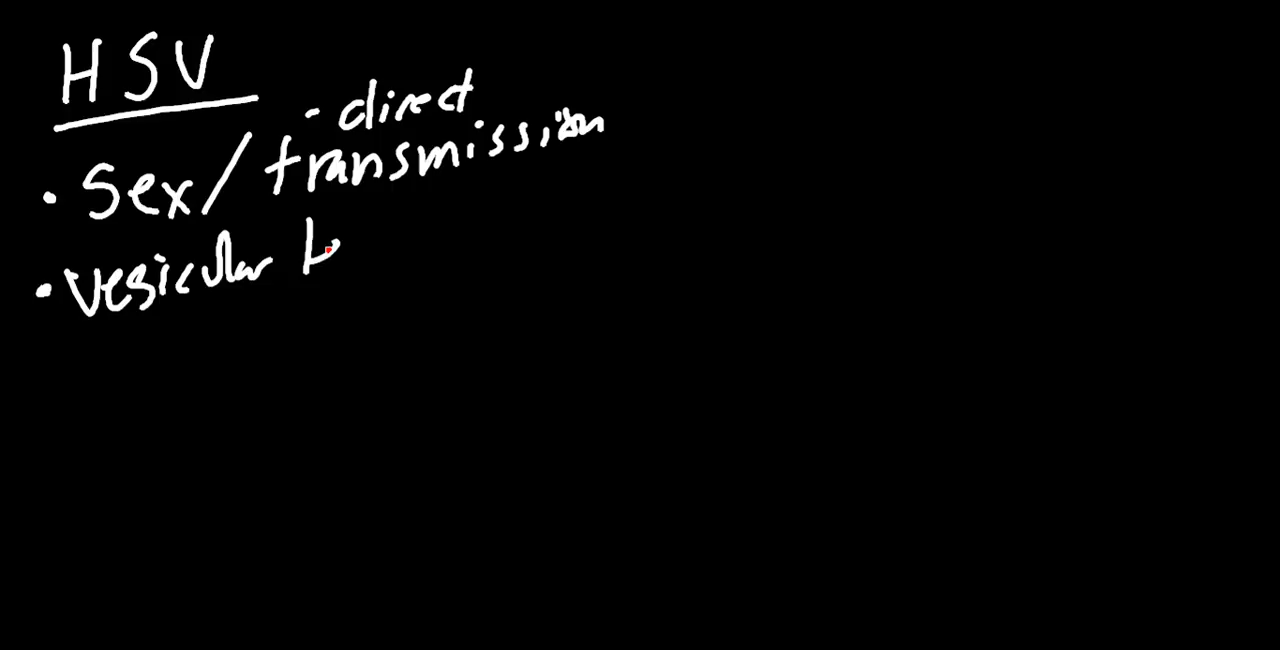 HSV
- direct
• Sex/transmission
• Vesicular